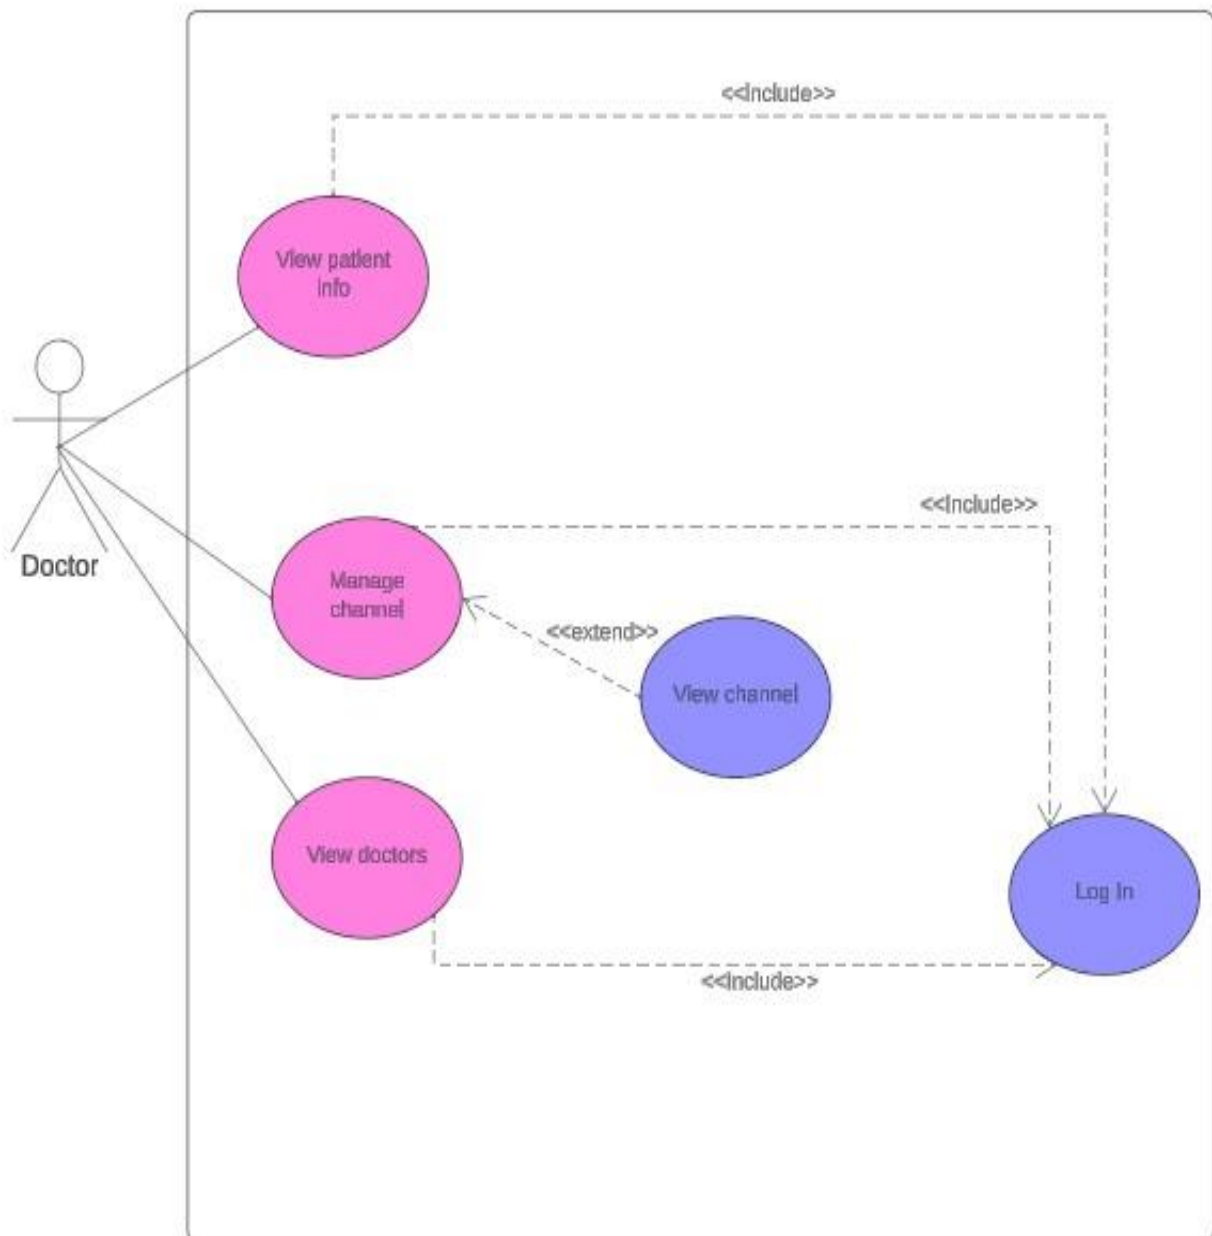 <<Include>>
View patient
info
Doctor
<<Include>>
Manage
channel
<<extend>>
View channel
View doctors
Log In
<<Include>>